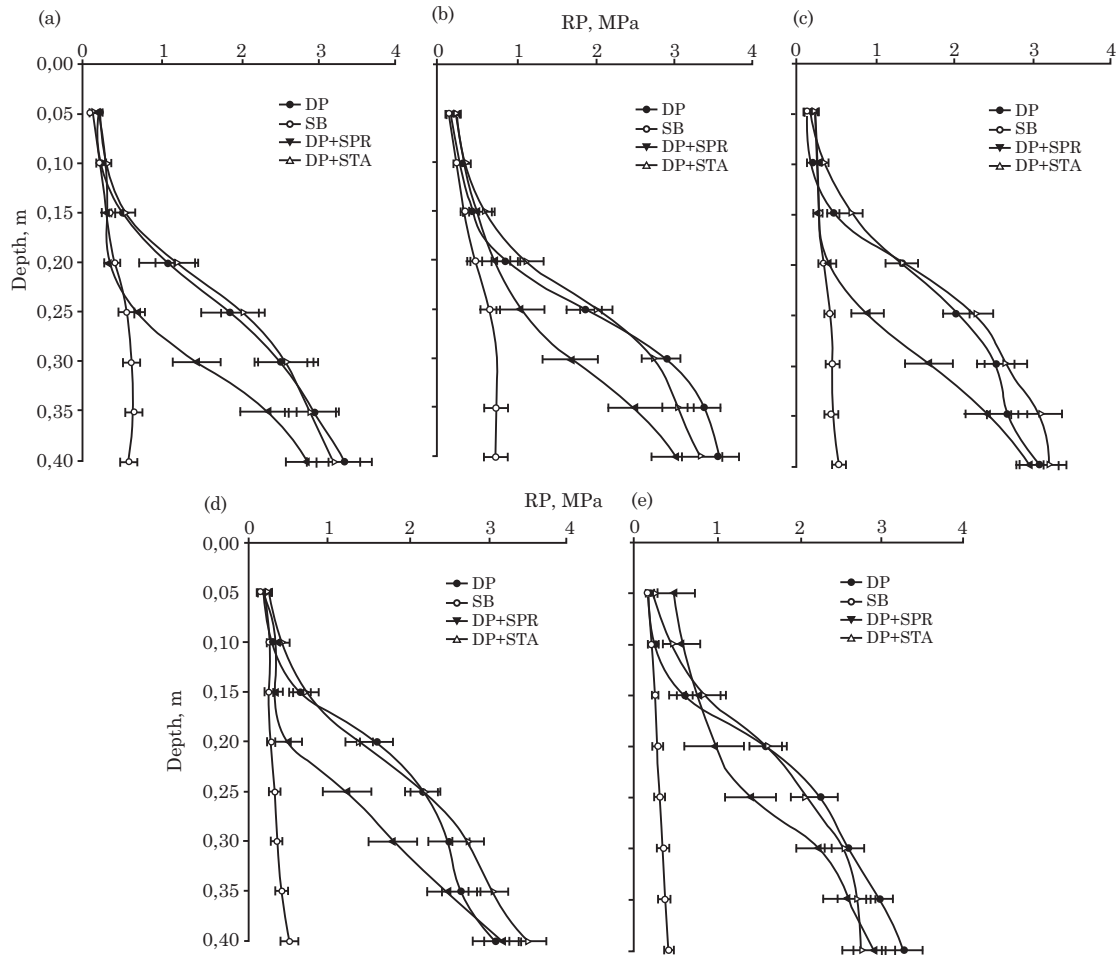 (a) (b) RP, MPa (c)
0 1 2 3 4 0 1 2 3 4 0 1 2 3 4
0,00
0,05
0,10
0,15
0,20
0,25
0,30
0,35
0,40
Depth, m
DP
SB
DP+SPR
DP+STA
DP
SB
DP+SPR
DP+STA
DP
SB
DP+SPR
DP+STA
(d) RP, MPa (e)
0 1 2 3 4 0 1 2 3 4
0,00
0,05
0,10
0,15
0,20
0,25
0,30
0,35
0,40
Depth, m
DP
SB
DP+SPR
DP+STA
DP
SB
DP+SPR
DP+STA